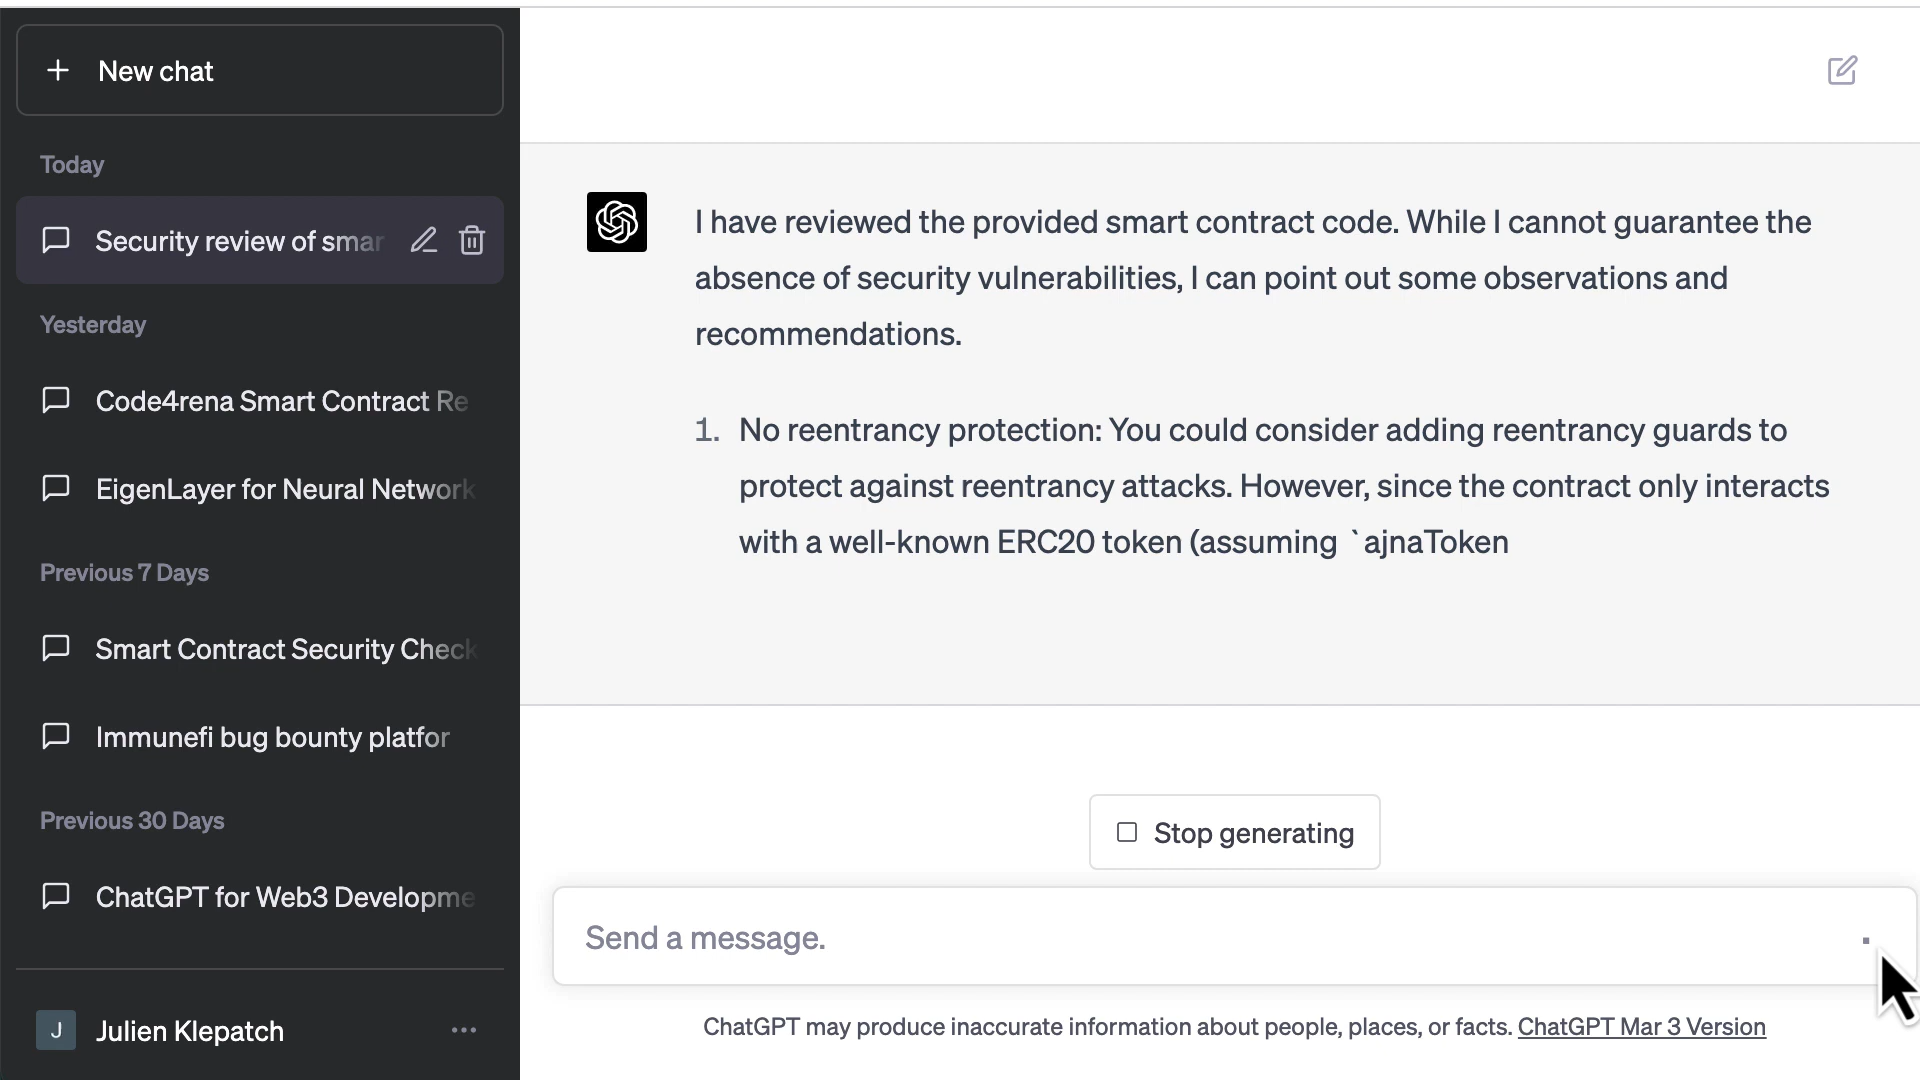 New chat
Today
Security review of smar
Yesterday
Code4rena Smart Contract Re
EigenLayer for Neural Network
Previous 7 Days
Smart Contract Security Check
Immunefi bug bounty platfor
Previous 30 Days
ChatGPT for Web3 Developme
J
Julien Klepatch
I have reviewed the provided smart contract code. While I cannot guarantee the
absence of security vulnerabilities, I can point out some observations and
recommendations.
1. No reentrancy protection: You could consider adding reentrancy guards to
protect against reentrancy attacks. However, since the contract only interacts
with a well-known ERC20 token (assuming `ajnaToken
Stop generating
Send a message.
ChatGPT may produce inaccurate information about people, places, or facts. ChatGPT Mar 3 Version